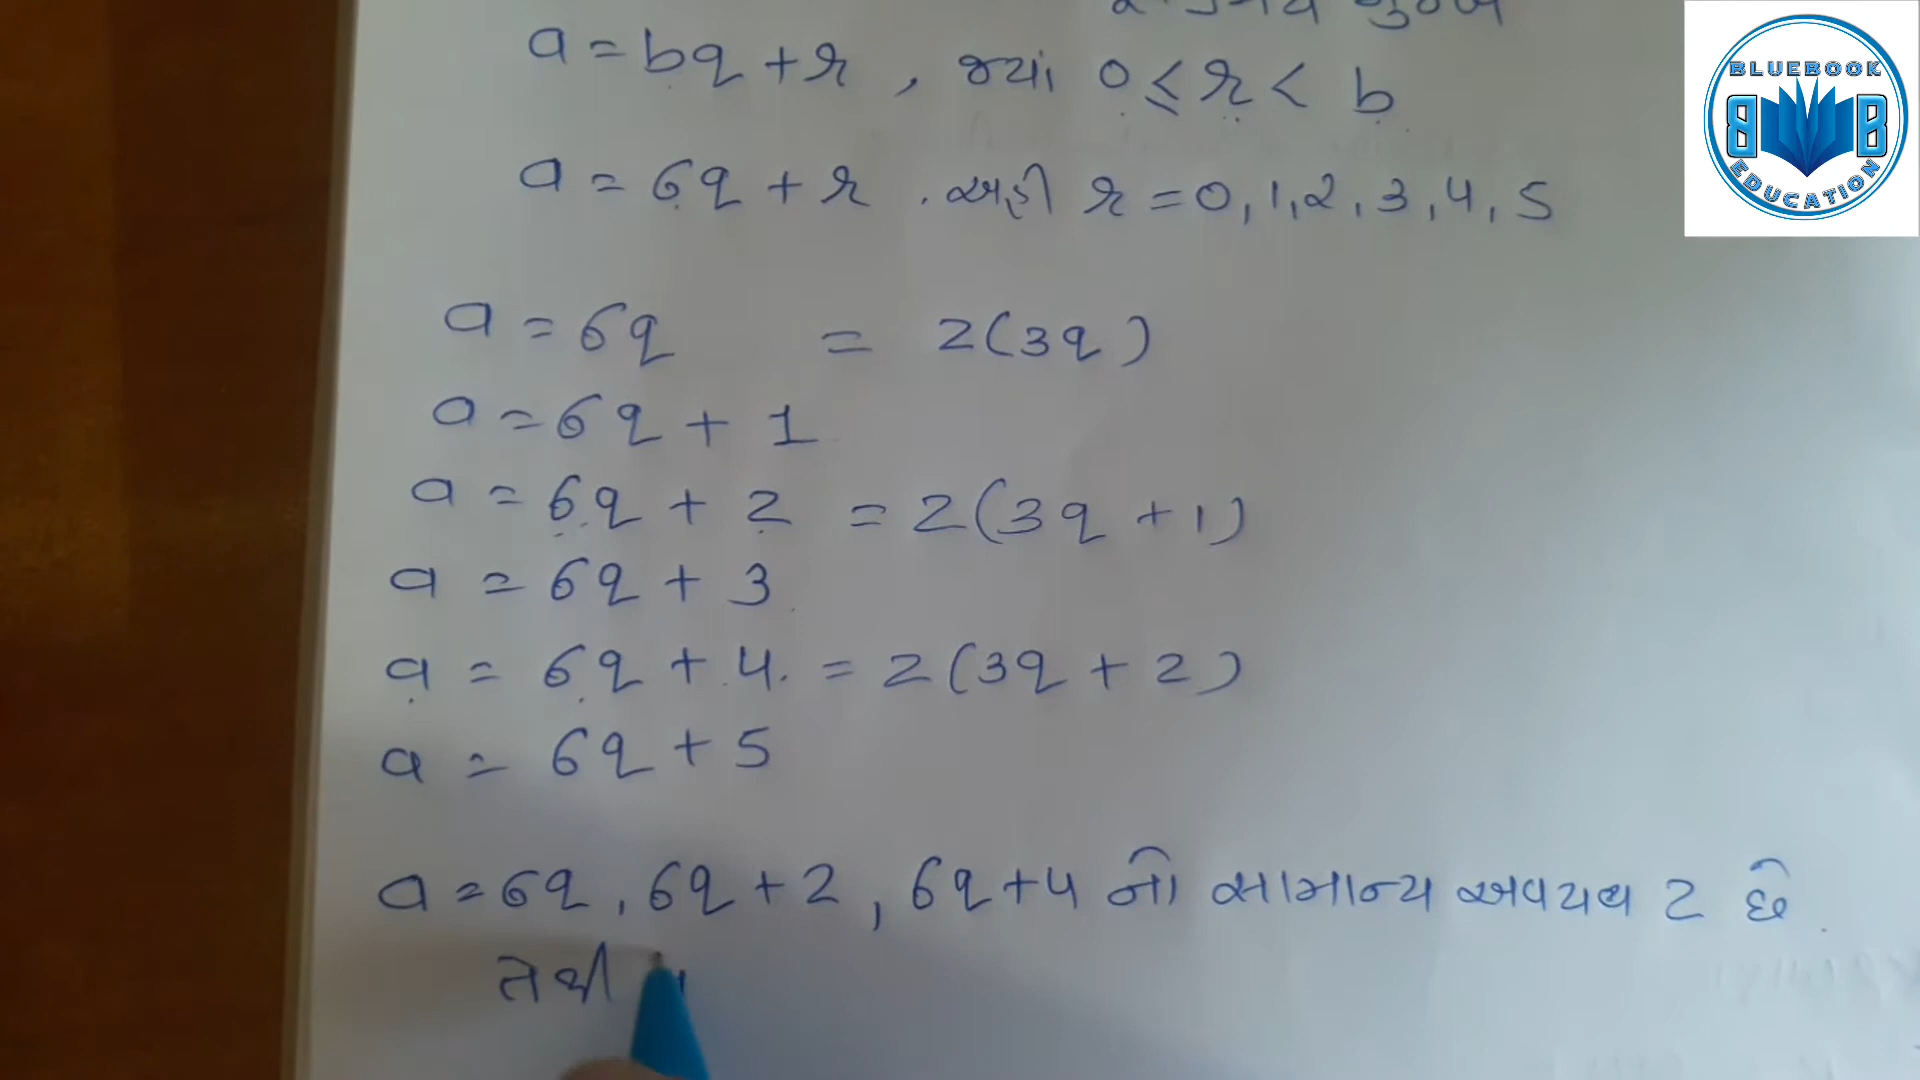 a = bq + r , જ્યાં 0 ≤ r < b
a = 6q + r . અહીં r = 0, 1, 2, 3, 4, 5
a = 6q = 2(3q)
a = 6q + 1
a = 6q + 2 = 2(3q + 1)
a = 6q + 3
a = 6q + 4. = 2(3q + 2)
a = 6q + 5
a = 6q, 6q + 2, 6q + 4 નો સામાન્ય અવયવ 2 છે.
તેથી
BLUEBOOK
B B
EDUCATION